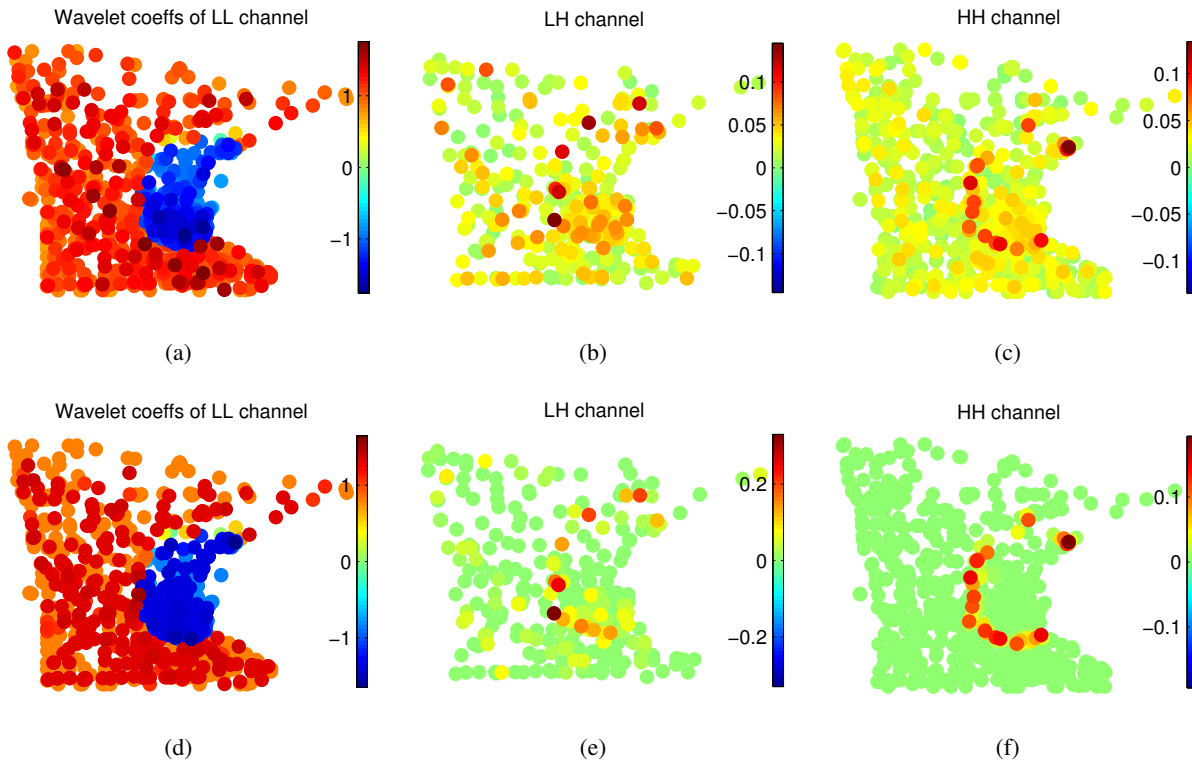 Wavelet coeffs of LL channel
LH channel
HH channel
1
0
−1
0.1
0.05
0
−0.05
−0.1
0.1
0.05
0
−0.05
−0.1
(a)
(b)
(c)
Wavelet coeffs of LL channel
LH channel
HH channel
1
0
−1
0.2
0
−0.2
0.1
0
−0.1
(d)
(e)
(f)